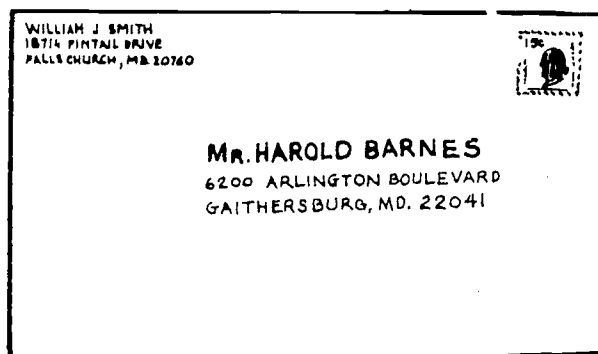 WILLIAM J SMITH
18714 PINTAIL DRIVE
FALLS CHURCH, MD 20760
15¢
MR. HAROLD BARNES
6200 ARLINGTON BOULEVARD
GAITHERSBURG, MD. 22041